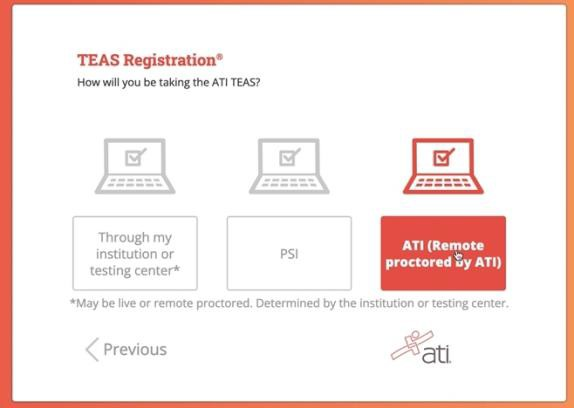 TEAS Registration®
How will you be taking the ATI TEAS?
Through my
institution or
testing center*
PSI
ATI (Remote
proctored by ATI)
*May be live or remote proctored. Determined by the institution or testing center.
Previous
ati